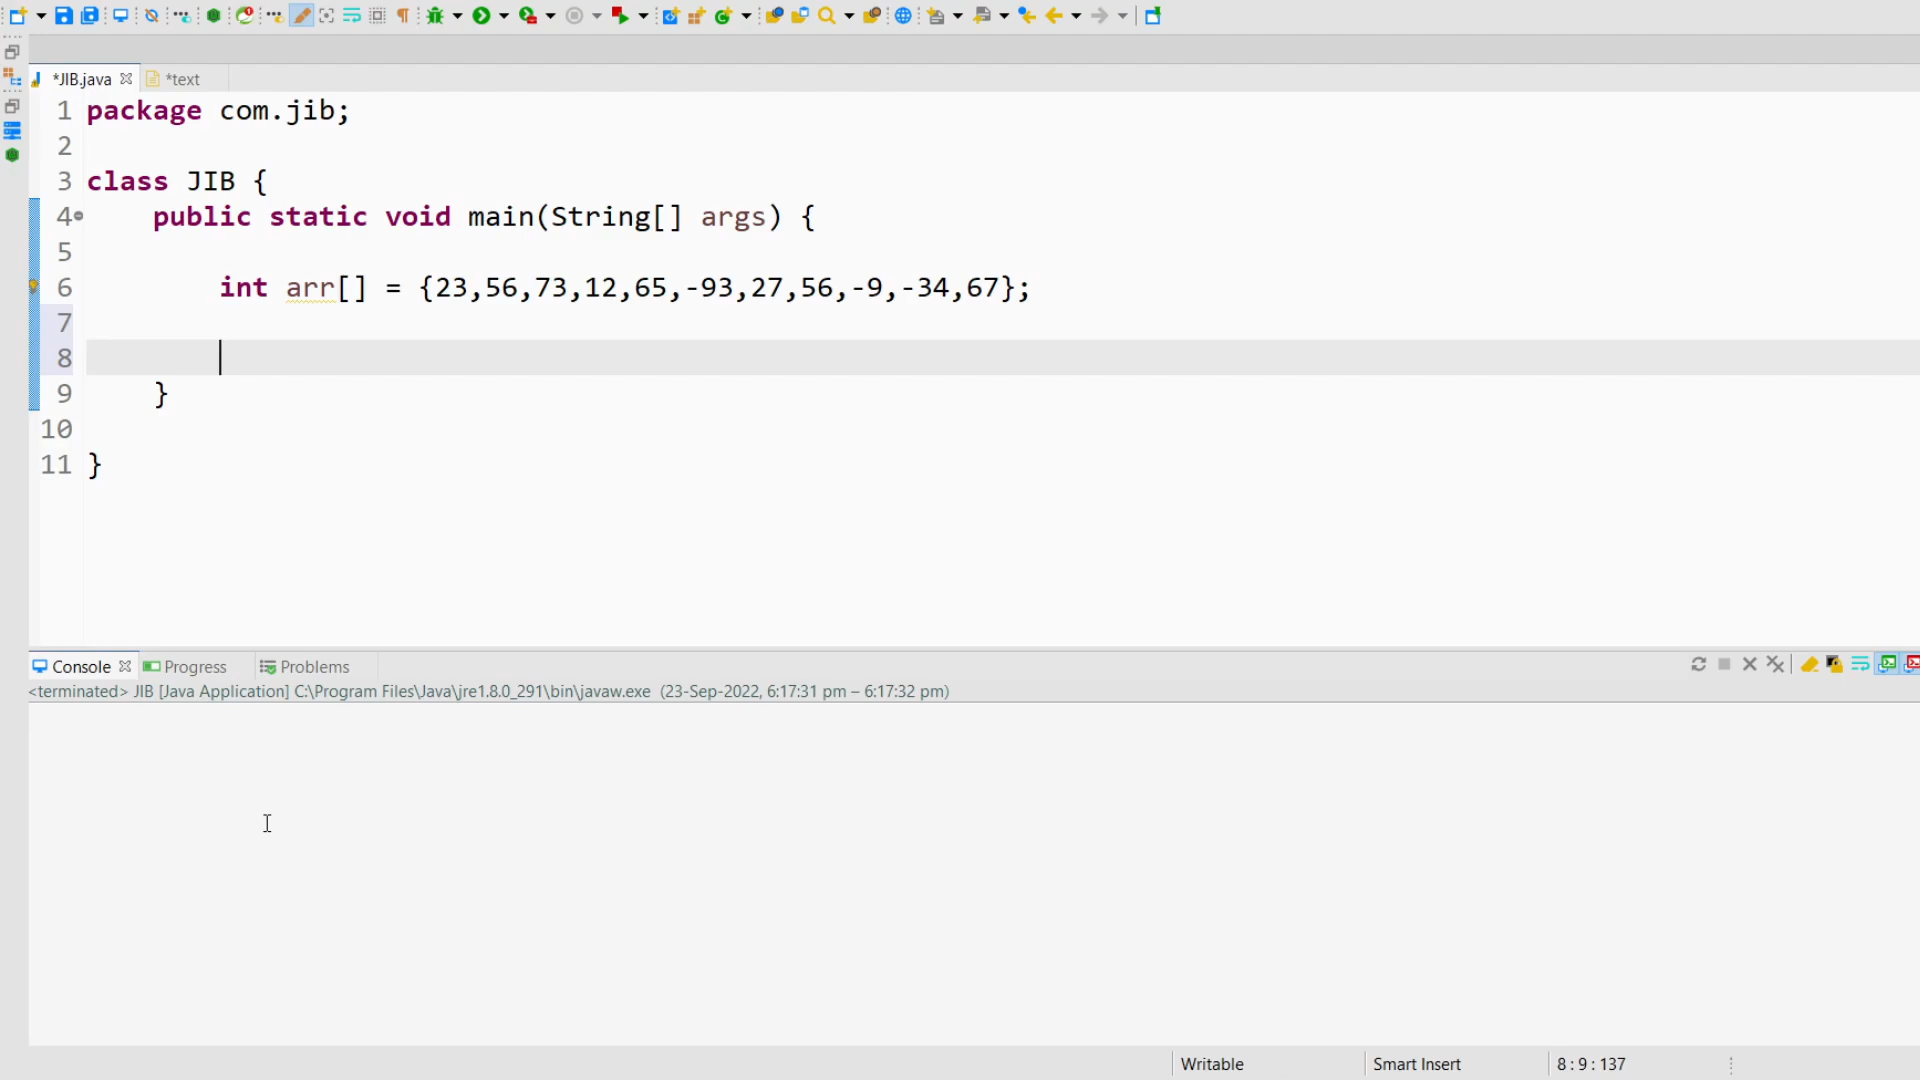 *JIB.java
*text
1 package com.jib;
2
3 class JIB {
4 public static void main(String[] args) {
5
6 int arr[] = {23,56,73,12,65,-93,27,56,-9,-34,67};
7
8
9 }
10
11 }
Console Progress Problems
<terminated> JIB [Java Application] C:\Program Files\Java\jre1.8.0_291\bin\javaw.exe (23-Sep-2022, 6:17:31 pm – 6:17:32 pm)
Writable Smart Insert 8 : 9 : 137